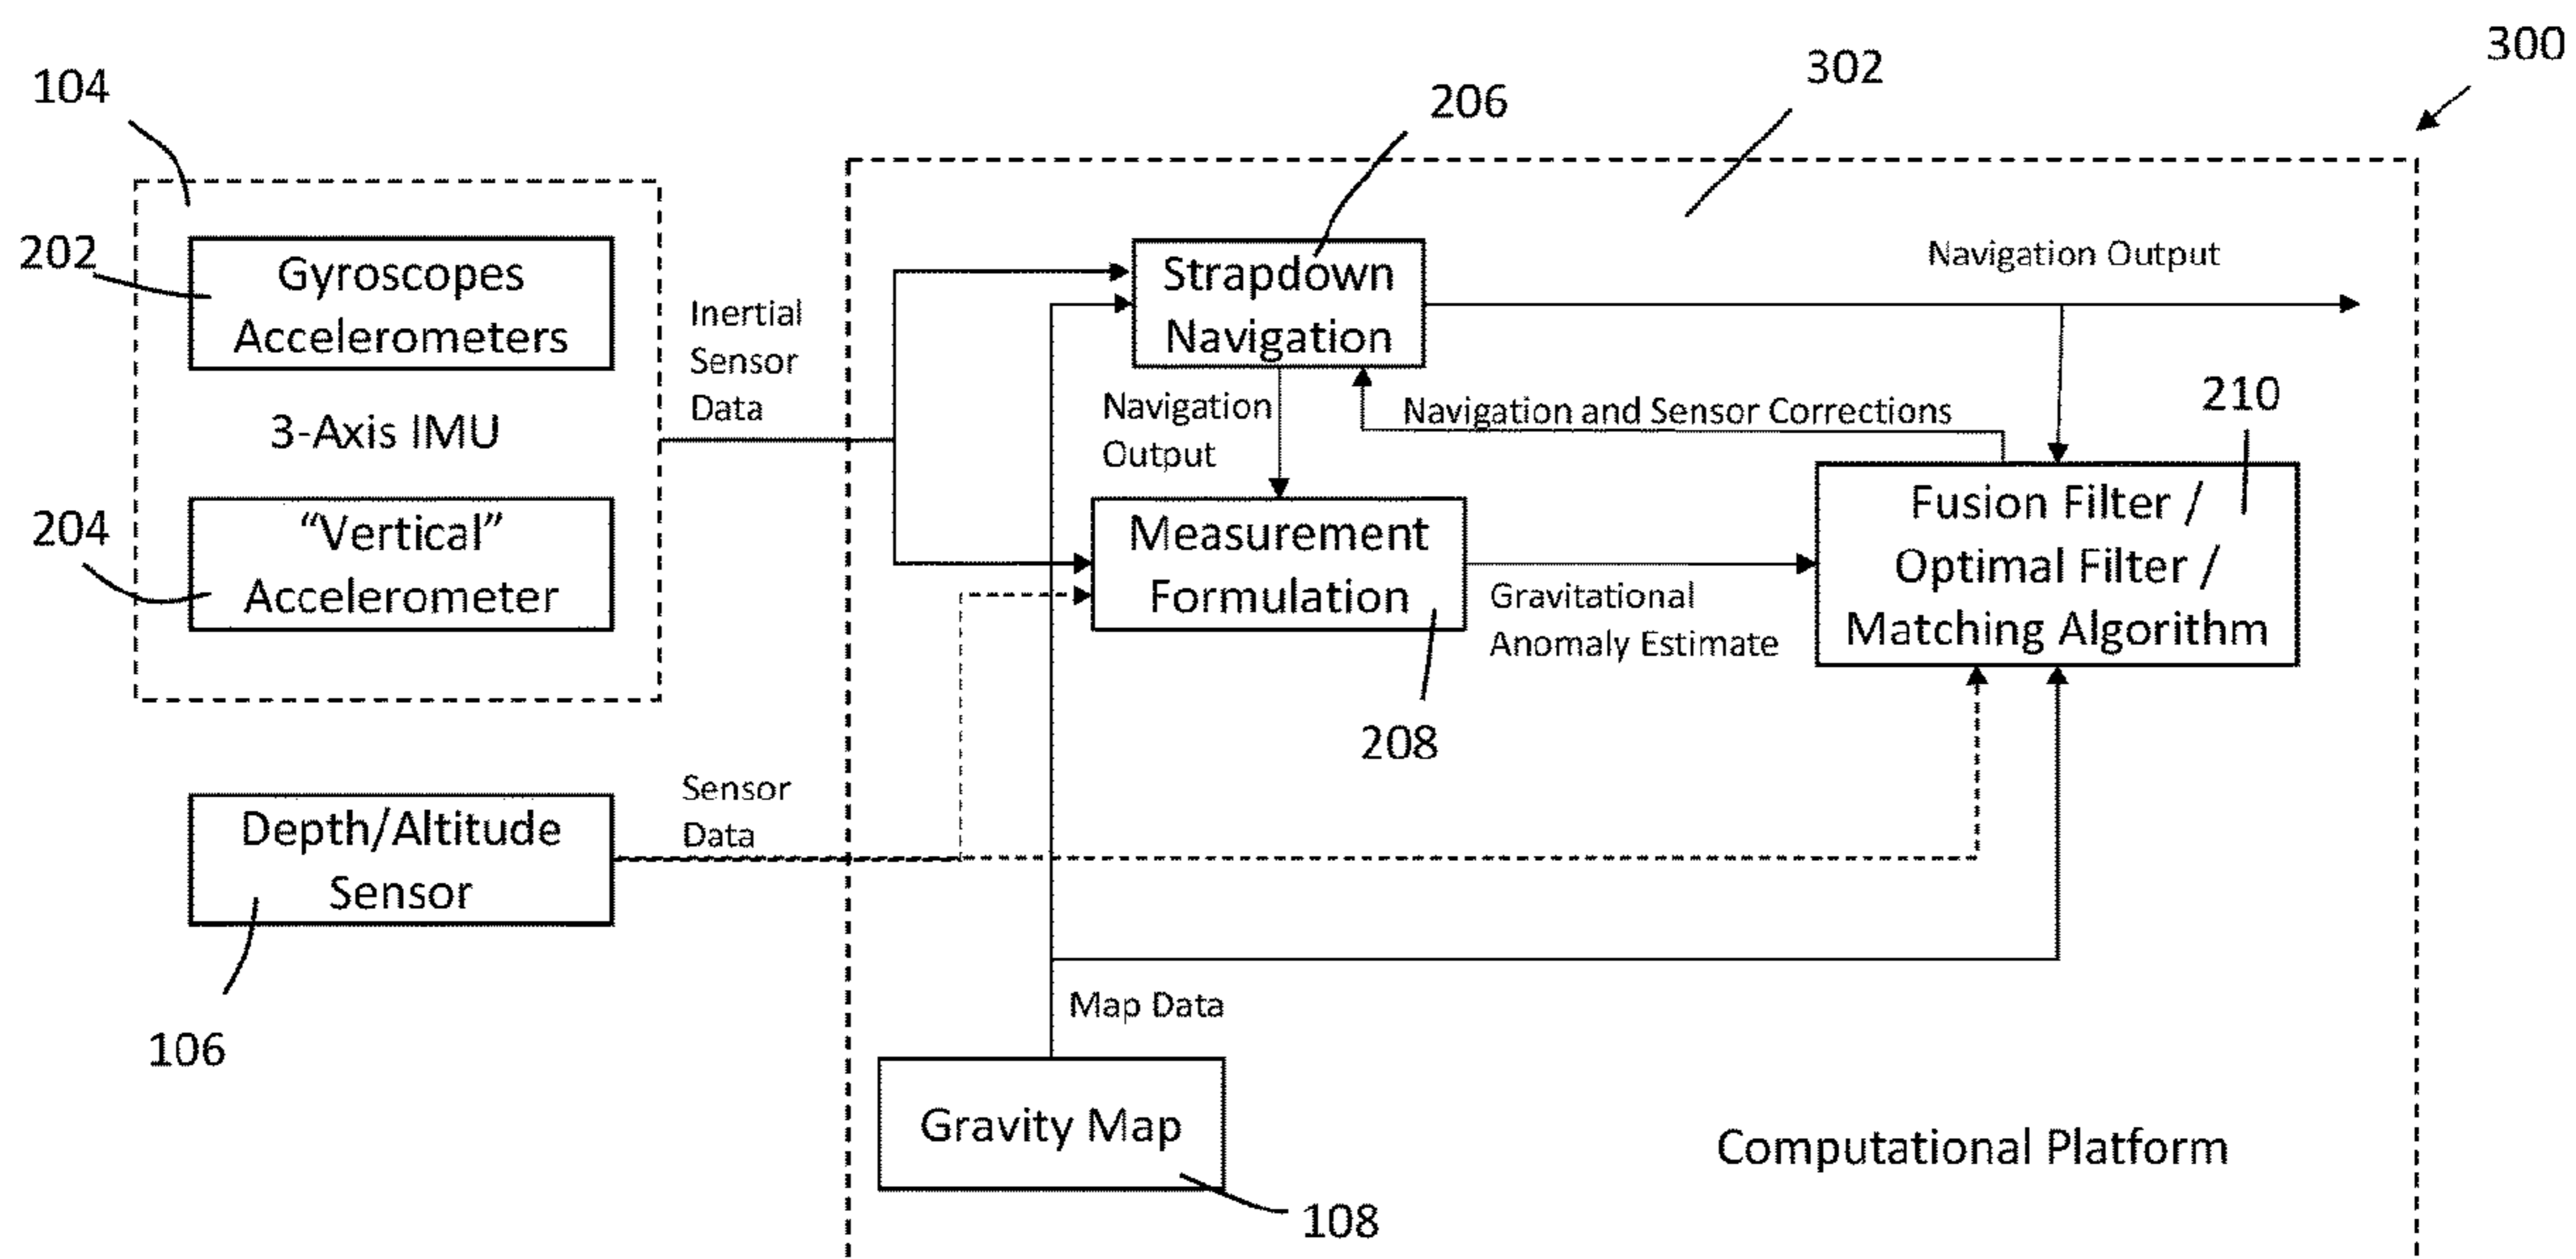 300
302
104
206
202
Gyroscopes
Accelerometers
3-Axis IMU
204
“Vertical”
Accelerometer
Inertial
Sensor
Data
Strapdown
Navigation
Navigation Output
Navigation
Output
Navigation and Sensor Corrections
210
Measurement
Formulation
208
Gravitational
Anomaly Estimate
Fusion Filter /
Optimal Filter /
Matching Algorithm
Depth/Altitude
Sensor
106
Sensor
Data
Map Data
Gravity Map
108
Computational Platform